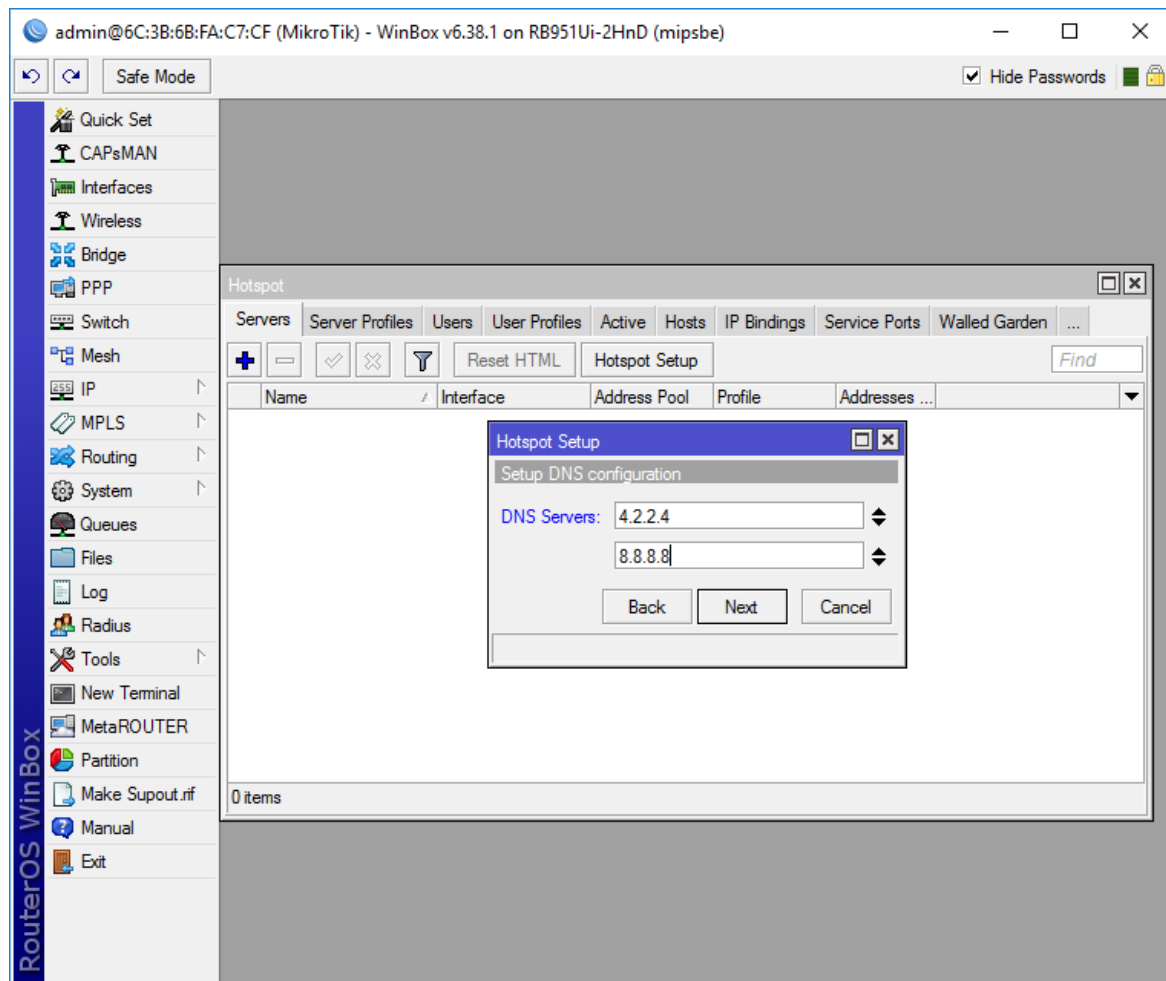 admin@6C:3B:6B:FA:C7:CF (MikroTik) - WinBox v6.38.1 on RB951Ui-2HnD (mipsbe)
Safe Mode
Hide Passwords
Quick Set
CAPsMAN
Interfaces
Wireless
Bridge
PPP
Switch
Mesh
255 IP
MPLS
Routing
System
Queues
Files
Log
Radius
Tools
New Terminal
MetaROUTER
Partition
Make Supout.rif
Manual
Exit
RouterOS WinBox
Hotspot
Servers Server Profiles Users User Profiles Active Hosts IP Bindings Service Ports Walled Garden ...
Reset HTML Hotspot Setup Find
Name Interface Address Pool Profile Addresses ...
Hotspot Setup
Setup DNS configuration
DNS Servers: 4.2.2.4
8.8.8.8
Back Next Cancel
0 items